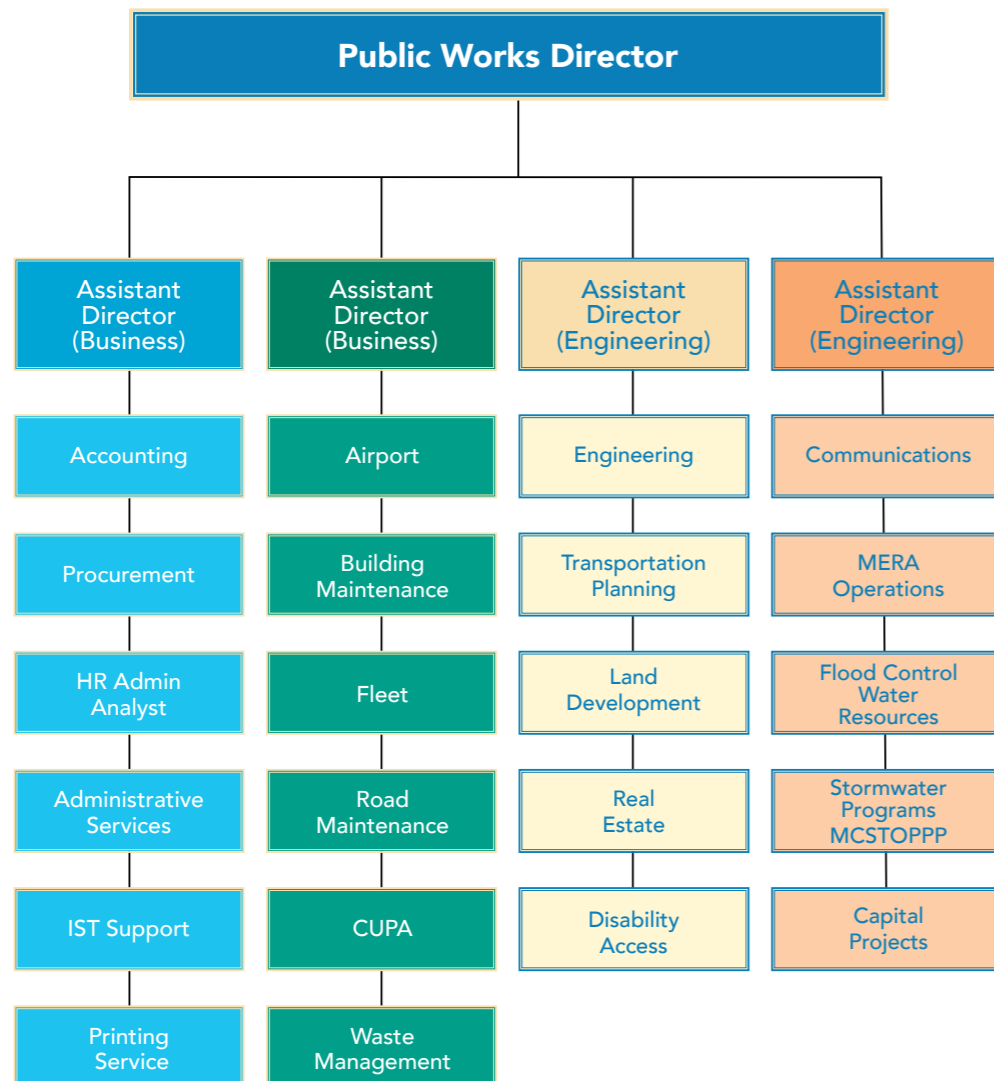 Public Works Director
Assistant
Director
(Business)
Accounting
Procurement
HR Admin
Analyst
Administrative
Services
IST Support
Printing
Service
Assistant
Director
(Business)
Airport
Building
Maintenance
Fleet
Road
Maintenance
CUPA
Waste
Management
Assistant
Director
(Engineering)
Engineering
Transportation
Planning
Land
Development
Real
Estate
Disability
Access
Assistant
Director
(Engineering)
Communications
MERA
Operations
Flood Control
Water
Resources
Stormwater
Programs
MCSTOPPP
Capital
Projects